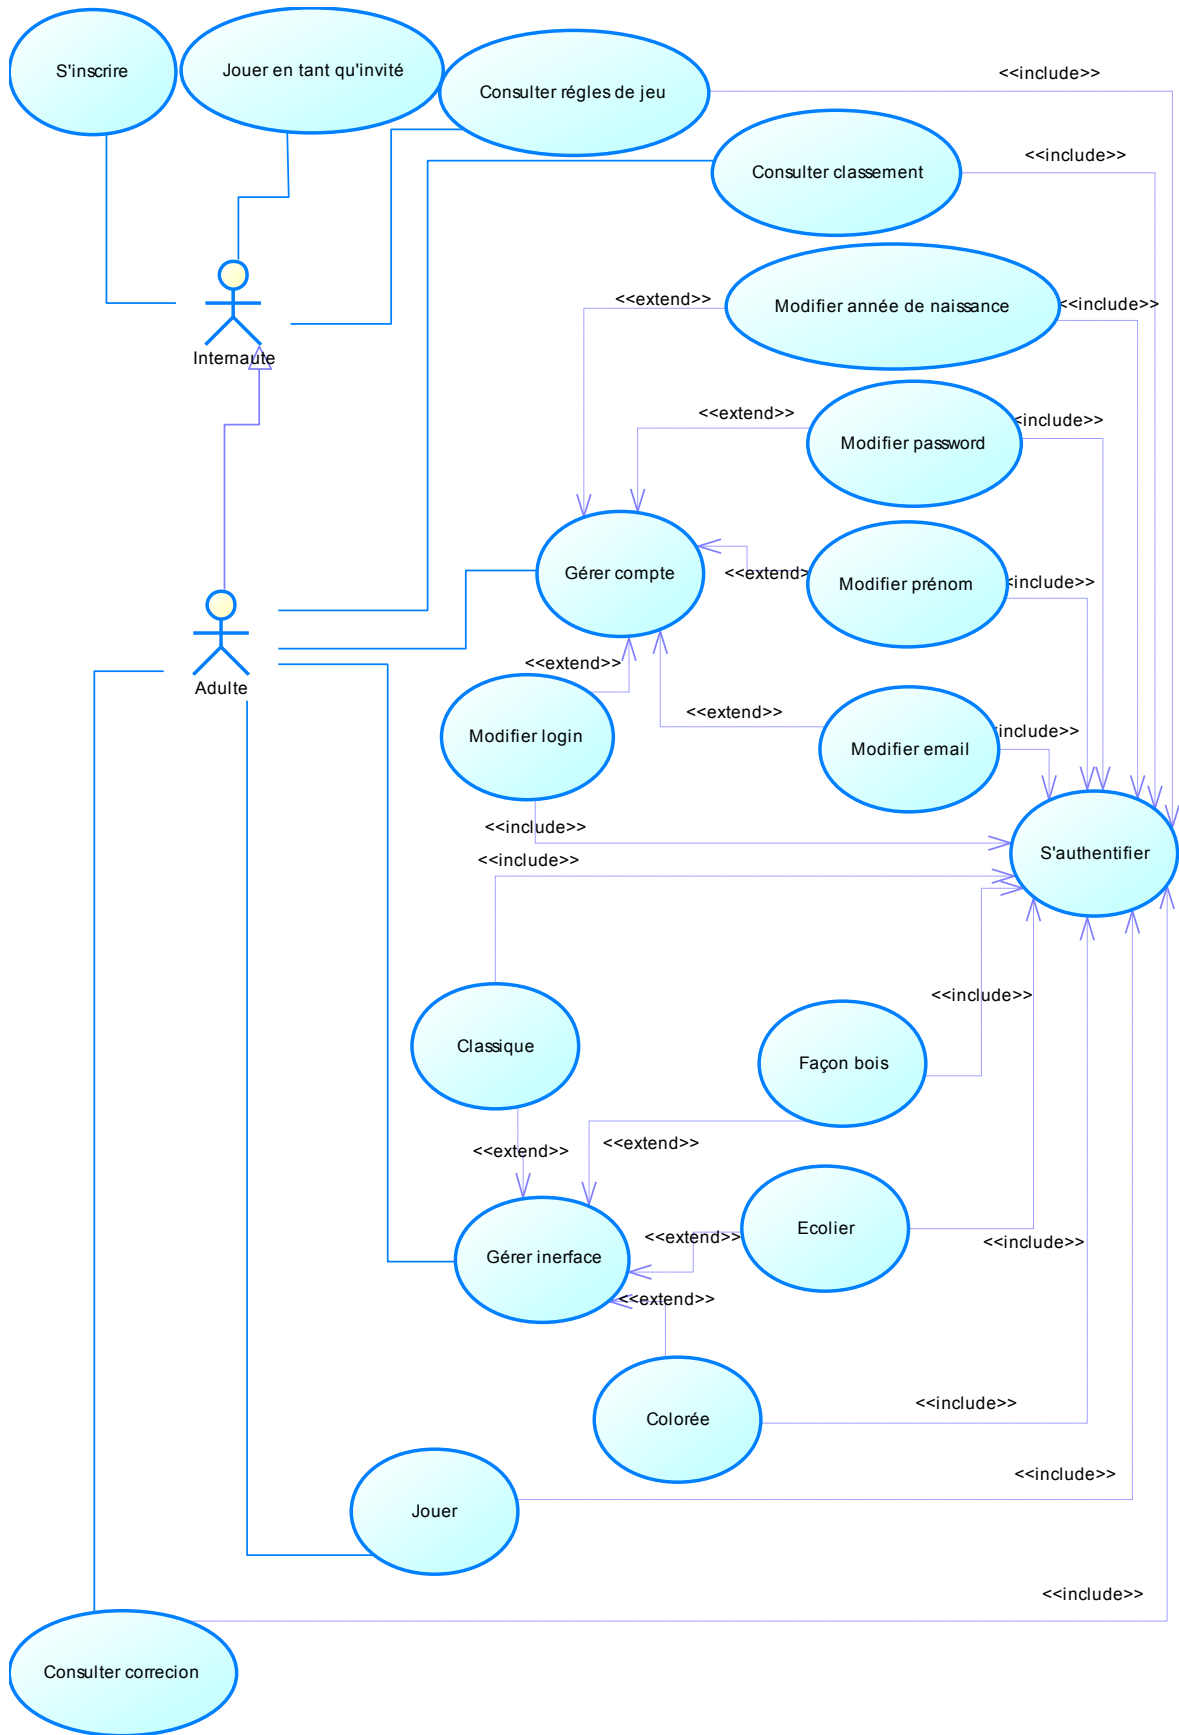 S'inscrire
Jouer en tant qu'invité
Consulter régles de jeu
<<include>>
Consulter classement
<<include>>
Internaute
<<extend>>
Modifier année de naissance
<<include>>
<<extend>>
Modifier password
<include>>
Gérer compte
<<extend>
Modifier prénom
<include>>
Adulte
<<extend>>
Modifier login
<<extend>>
Modifier email
include>>
<<include>>
S'authentifier
<<include>>
<<include>>
Classique
Façon bois
<<extend>>
<<extend>>
Gérer inerface
<<extend>>
Ecolier
<<include>>
<<extend>>
Colorée
<<include>>
<<include>>
Jouer
<<include>>
Consulter correcion